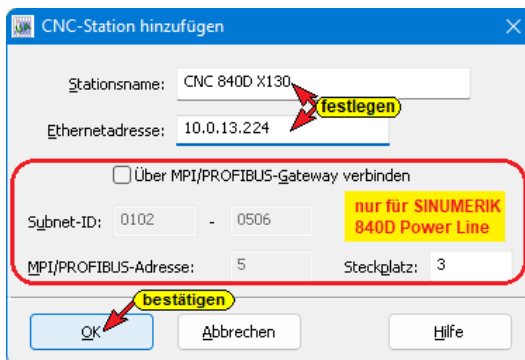 CNC-Station hinzufügen
Stationsname: CNC 840D X130
festlegen
Ethernetadresse: 10.0.13.224
Über MPI/PROFIBUS-Gateway verbinden
Subnet-ID: 0102 - 0506
nur für SINUMERIK
840D Power Line
MPI/PROFIBUS-Adresse: 5 Steckplatz: 3
bestätigen
OK Abbrechen Hilfe